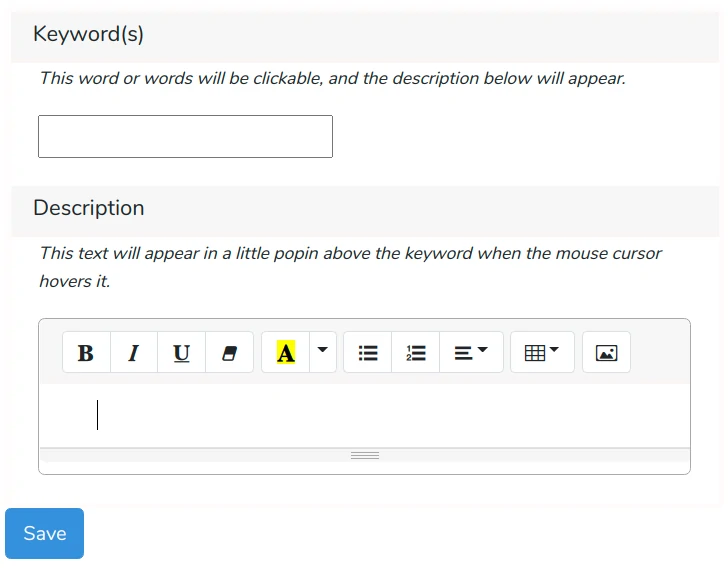 Keyword(s)
This word or words will be clickable, and the description below will appear.
Description
This text will appear in a little popin above the keyword when the mouse cursor
hovers it.
B I U A
Save